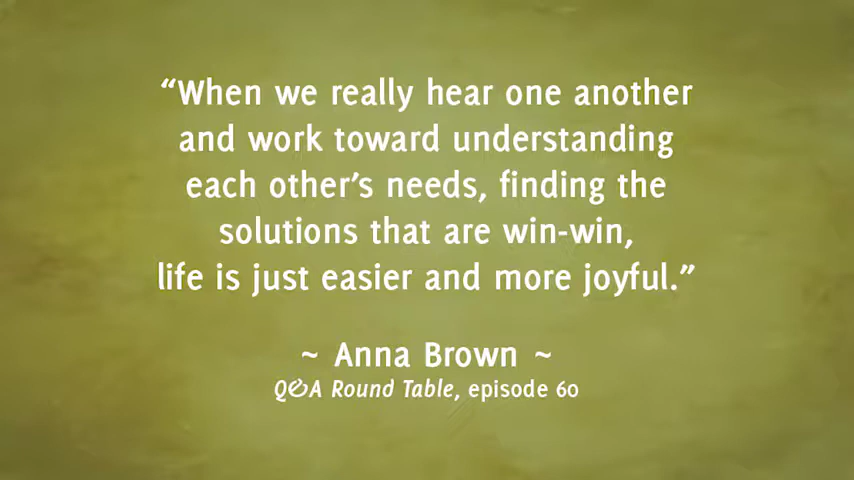 “When we really hear one another
and work toward understanding
each other’s needs, finding the
solutions that are win-win,
life is just easier and more joyful.”
~ Anna Brown ~
Q&A Round Table, episode 60